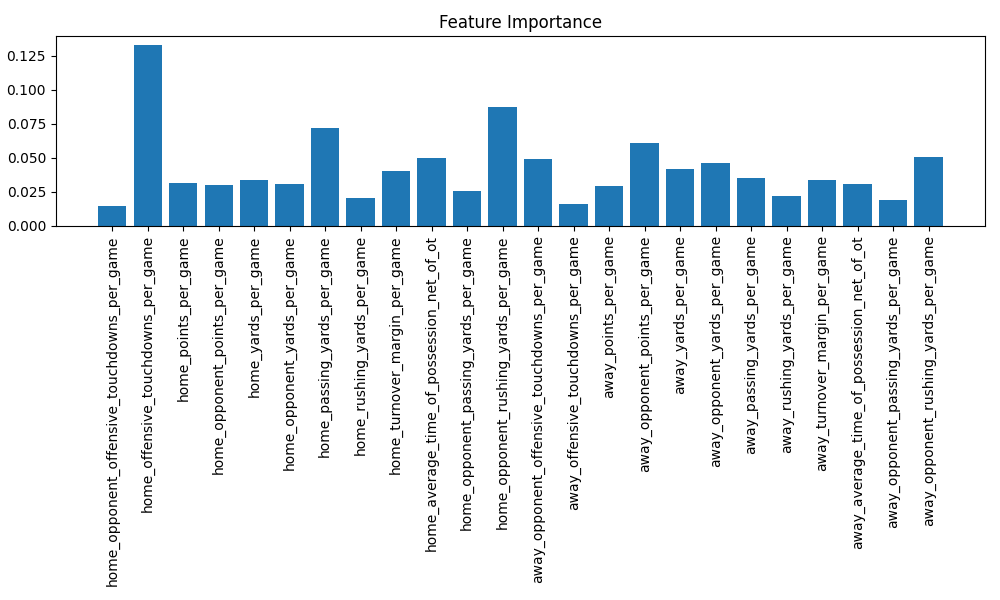 Feature Importance
0.125
0.100
0.075
0.050
0.025
0.000
home_opponent_offensive_touchdowns_per_game
home_offensive_touchdowns_per_game
home_points_per_game
home_opponent_points_per_game
home_yards_per_game
home_opponent_yards_per_game
home_passing_yards_per_game
home_rushing_yards_per_game
home_turnover_margin_per_game
home_average_time_of_possession_net_of_ot
home_opponent_passing_yards_per_game
home_opponent_rushing_yards_per_game
away_opponent_offensive_touchdowns_per_game
away_offensive_touchdowns_per_game
away_points_per_game
away_opponent_points_per_game
away_yards_per_game
away_opponent_yards_per_game
away_passing_yards_per_game
away_rushing_yards_per_game
away_turnover_margin_per_game
away_average_time_of_possession_net_of_ot
away_opponent_passing_yards_per_game
away_opponent_rushing_yards_per_game